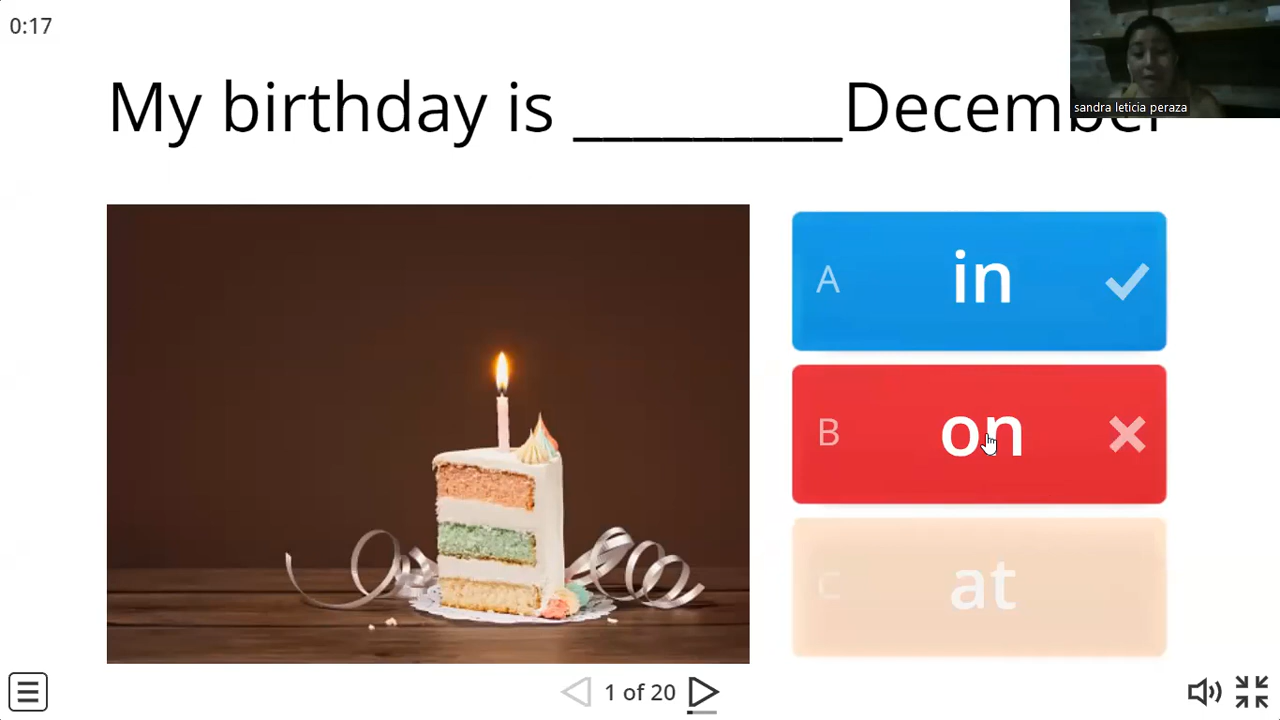 0:17
sandra leticia peraza
My birthday is _________December
A in
B on
C at
1 of 20